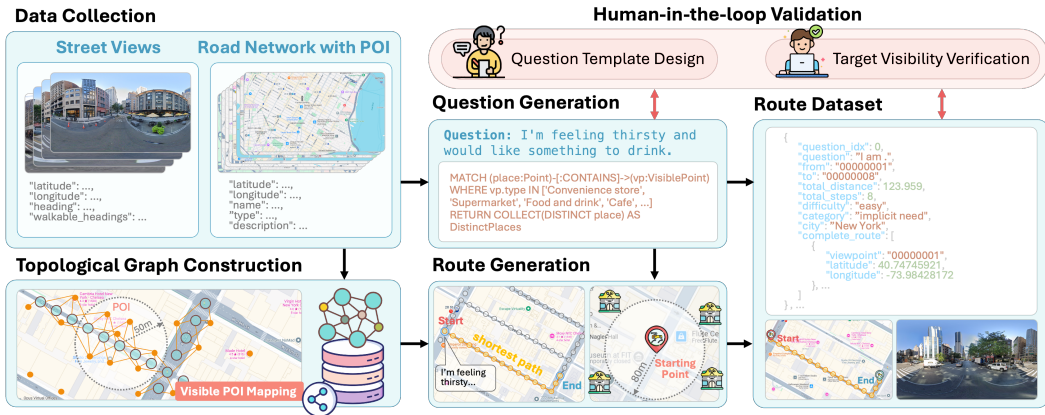 Data Collection
Human-in-the-loop Validation
Street Views
Road Network with POI
Question Template Design
Target Visibility Verification
"latitude": ...,
"longitude": ...,
"heading": ...,
"walkable_headings": ...
"latitude": ...,
"longitude": ...,
"name": ...,
"type": ...,
"description": ...
Question Generation
Question: I'm feeling thirsty and
would like something to drink.
MATCH (place:Point)-[:CONTAINS]->(vp:VisiblePoint)
WHERE vp.type IN ['Convenience store',
'Supermarket', 'Food and drink', 'Cafe', ...]
RETURN COLLECT(DISTINCT place) AS
DistinctPlaces
Route Dataset
{
"question_idx": 0,
"question": "I am .",
"from": "00000001",
"to": "00000008",
"total_distance": 123.959,
"total_steps": 8,
"difficulty": "easy",
"category": "implicit need",
"city": "New York",
"complete_route": [
{
"viewpoint": "00000001"
"latitude": 40.74745921,
"longitude": -73.98428172
}, ...
]
}, ...
Topological Graph Construction
POI
50m
Visible POI Mapping
Route Generation
Start
shortest path
I'm feeling
thirsty...
End
80m
Starting
Point
Start
End